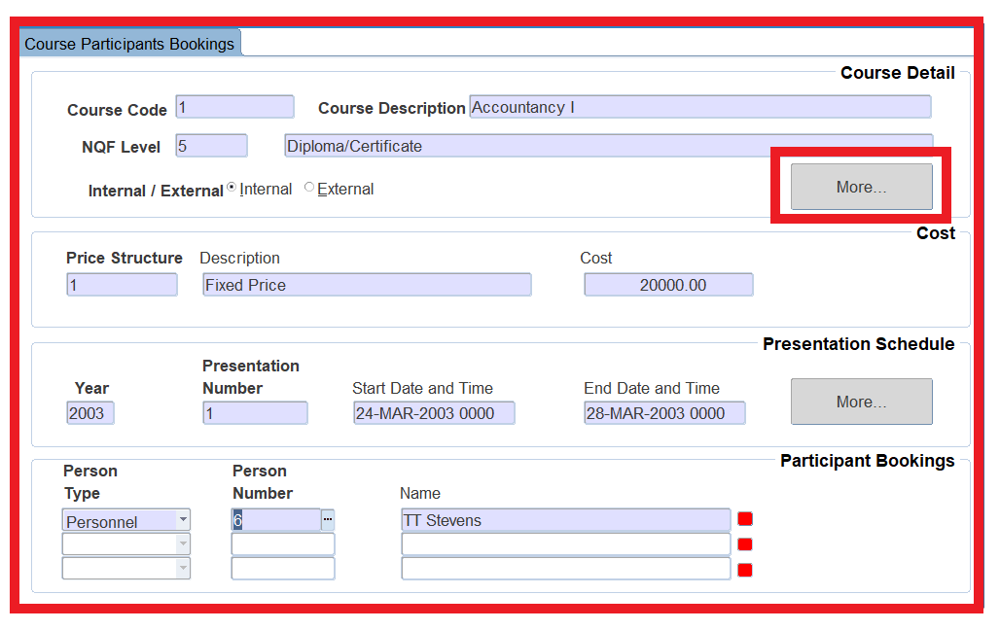 Course Participants Bookings
Course Detail
Course Code 1 Course Description Accountancy I
NQF Level 5 Diploma/Certificate
Internal / External Internal External
More...
Cost
Price Structure Description Cost
1 Fixed Price 20000.00
Presentation Schedule
Presentation
Year Number Start Date and Time End Date and Time
2003 1 24-MAR-2003 0000 28-MAR-2003 0000
More...
Participant Bookings
Person Person
Type Number Name
Personnel 6 ... TT Stevens